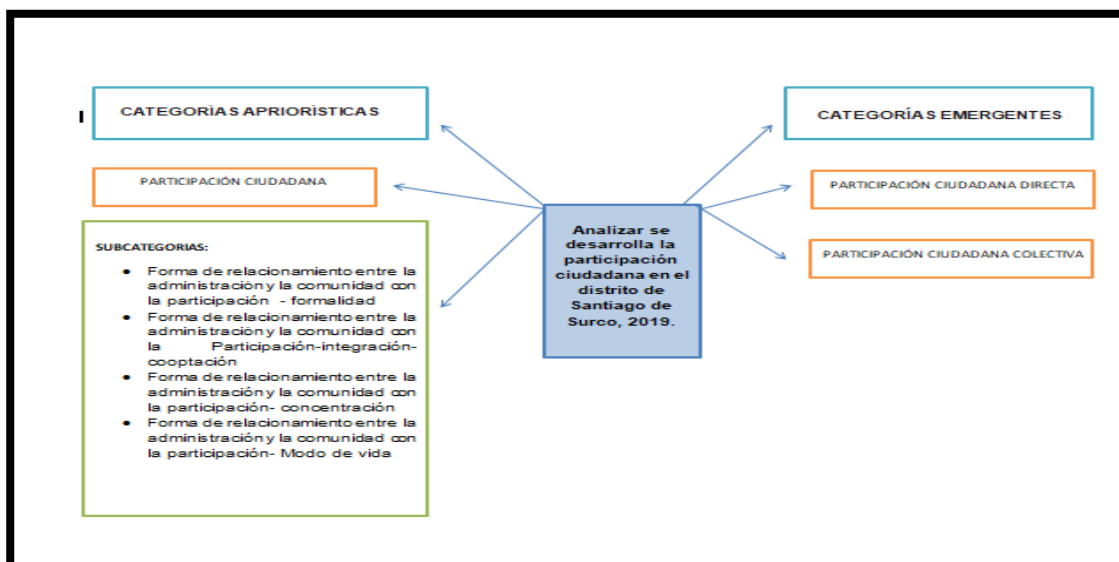 CATEGORÍAS APRIORÍSTICAS
PARTICIPACIÓN CIUDADANA
SUBCATEGORIAS:
• Forma de relacionamiento entre la
administración y la comunidad con
la participación - formalidad
• Forma de relacionamiento entre la
administración y la comunidad con
la Participación-integración-
cooptación
• Forma de relacionamiento entre la
administración y la comunidad con
la participación- concentración
• Forma de relacionamiento entre la
administración y la comunidad con
la participación- Modo de vida
Analizar se
desarrolla la
participación
ciudadana en el
distrito de
Santiago de
Surco, 2019.
CATEGORÍAS EMERGENTES
PARTICIPACIÓN CIUDADANA DIRECTA
PARTICIPACIÓN CIUDADANA COLECTIVA